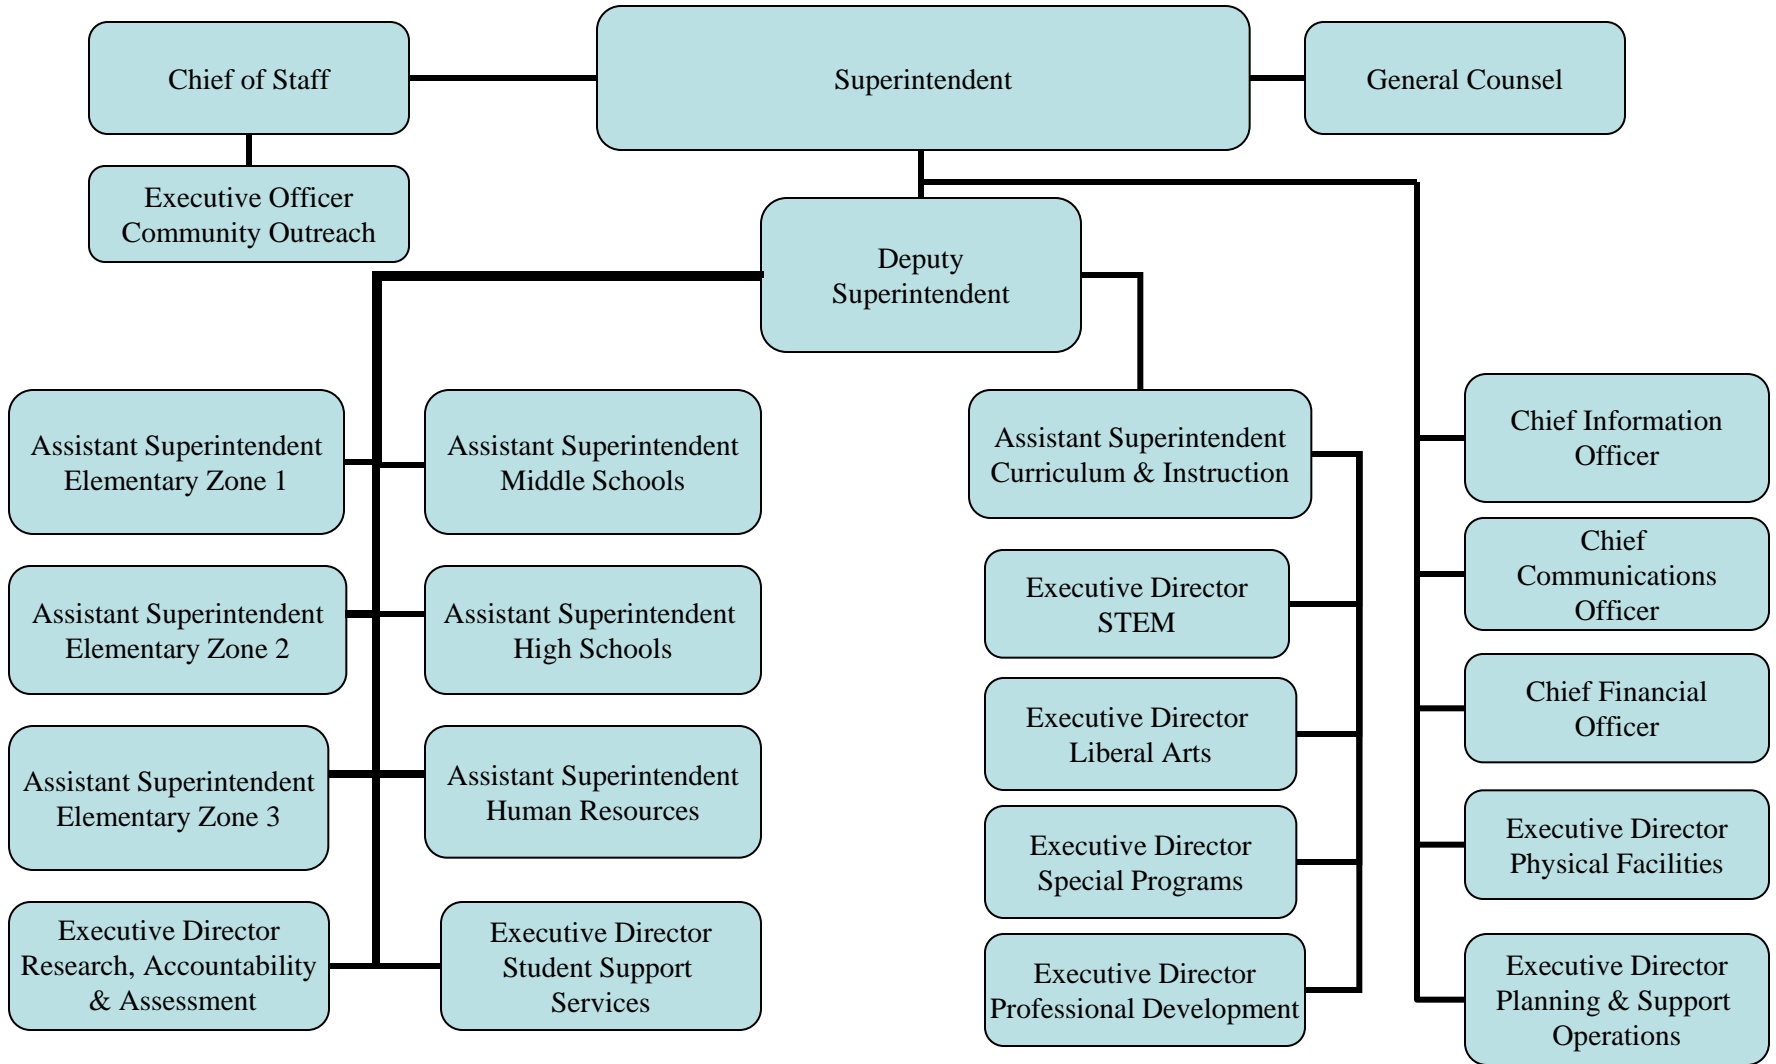 Chief of Staff
Superintendent
General Counsel
Executive Officer
Community Outreach
Deputy
Superintendent
Assistant Superintendent
Elementary Zone 1
Assistant Superintendent
Middle Schools
Assistant Superintendent
Elementary Zone 2
Assistant Superintendent
High Schools
Assistant Superintendent
Elementary Zone 3
Assistant Superintendent
Human Resources
Executive Director
Research, Accountability
& Assessment
Executive Director
Student Support
Services
Assistant Superintendent
Curriculum & Instruction
Executive Director
STEM
Executive Director
Liberal Arts
Executive Director
Special Programs
Executive Director
Professional Development
Chief Information
Officer
Chief
Communications
Officer
Chief Financial
Officer
Executive Director
Physical Facilities
Executive Director
Planning & Support
Operations